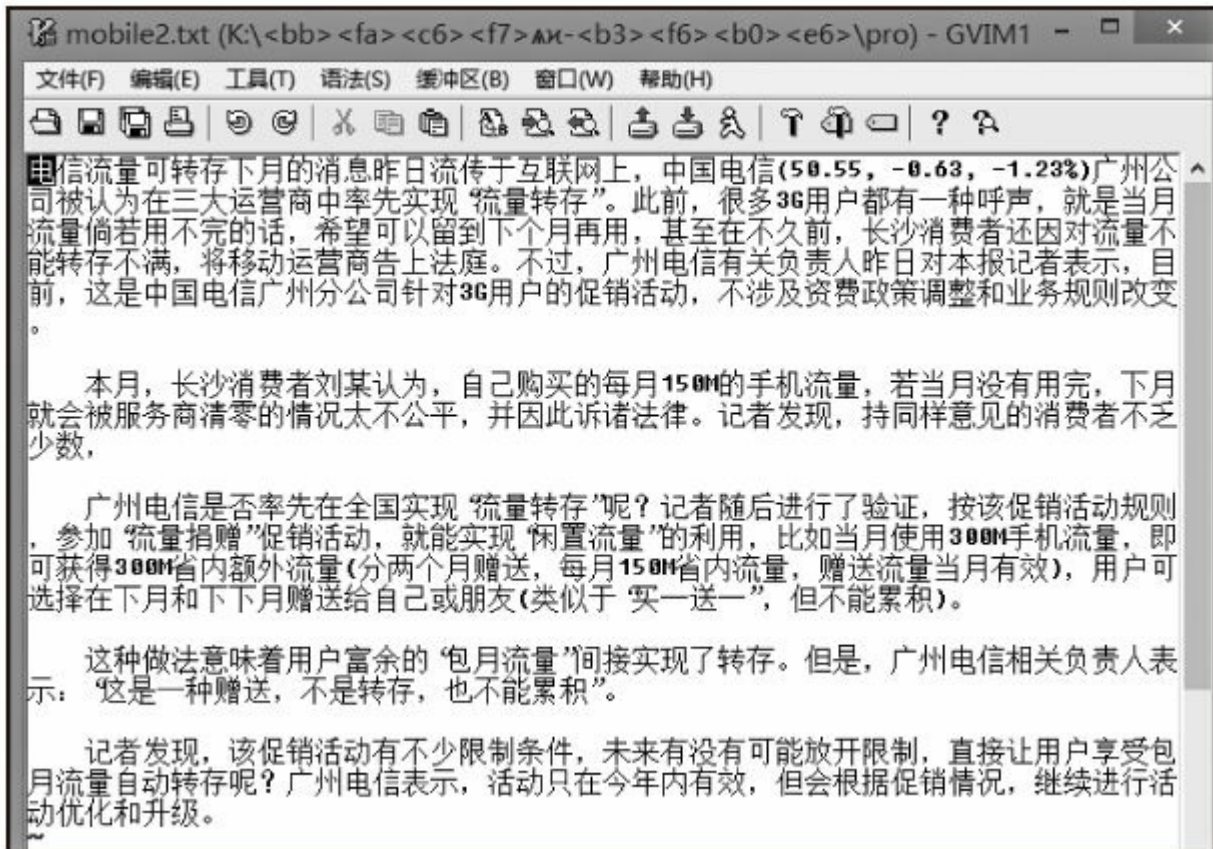 mobile2.txt (K:\<bb><fa><c6><f7>ѧϰ-<b3><f6><b0><e6>\pro) - GVIM1
文件(F) 编辑(E) 工具(T) 语法(S) 缓冲区(B) 窗口(W) 帮助(H)
电信流量可转存下月的消息昨日流传于互联网上，中国电信(50.55, -0.63, -1.23%)广州公
司被认为在三大运营商中率先实现“流量转存”。此前，很多3G用户都有一种呼声，就是当月
流量倘若用不完的话，希望可以留到下个月再用，甚至在不久前，长沙消费者还因对流量不
能转存不满，将移动运营商告上法庭。不过，广州电信有关负责人昨日对本报记者表示，目
前，这是中国电信广州分公司针对3G用户的促销活动，不涉及资费政策调整和业务规则改变
。
本月，长沙消费者刘某认为，自己购买的每月150M的手机流量，若当月没有用完，下月
就会被服务商清零的情况太不公平，并因此诉诸法律。记者发现，持同样意见的消费者不乏
少数，
广州电信是否率先在全国实现“流量转存”呢？记者随后进行了验证，按该促销活动规则
，参加“流量捐赠”促销活动，就能实现“闲置流量”的利用，比如当月使用300M手机流量，即
可获得300M省内额外流量(分两个月赠送，每月150M省内流量，赠送流量当月有效)，用户可
选择在下月和下下月赠送给自己或朋友(类似于“买一送一”，但不能累积)。
这种做法意味着用户富余的“包月流量”间接实现了转存。但是，广州电信相关负责人表
示：“这是一种赠送，不是转存，也不能累积”。
记者发现，该促销活动有不少限制条件，未来有没有可能放开限制，直接让用户享受包
月流量自动转存呢？广州电信表示，活动只在今年内有效，但会根据促销情况，继续进行活
动优化和升级。
~